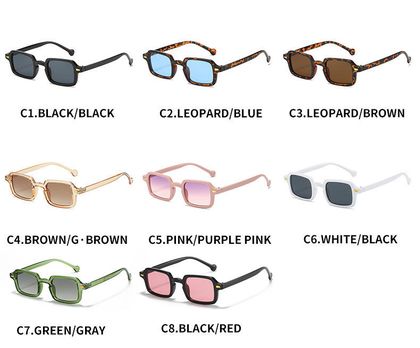 C1.BLACK/BLACK
C2.LEOPARD/BLUE
C3.LEOPARD/BROWN
C4.BROWN/G·BROWN
C5.PINK/PURPLE PINK
C6.WHITE/BLACK
C7.GREEN/GRAY
C8.BLACK/RED